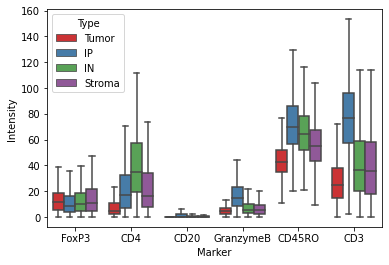 160
140
120
100
80
60
40
20
0
Intensity
Type
Tumor
IP
IN
Stroma
FoxP3 CD4 CD20 GranzymeB CD45RO CD3
Marker